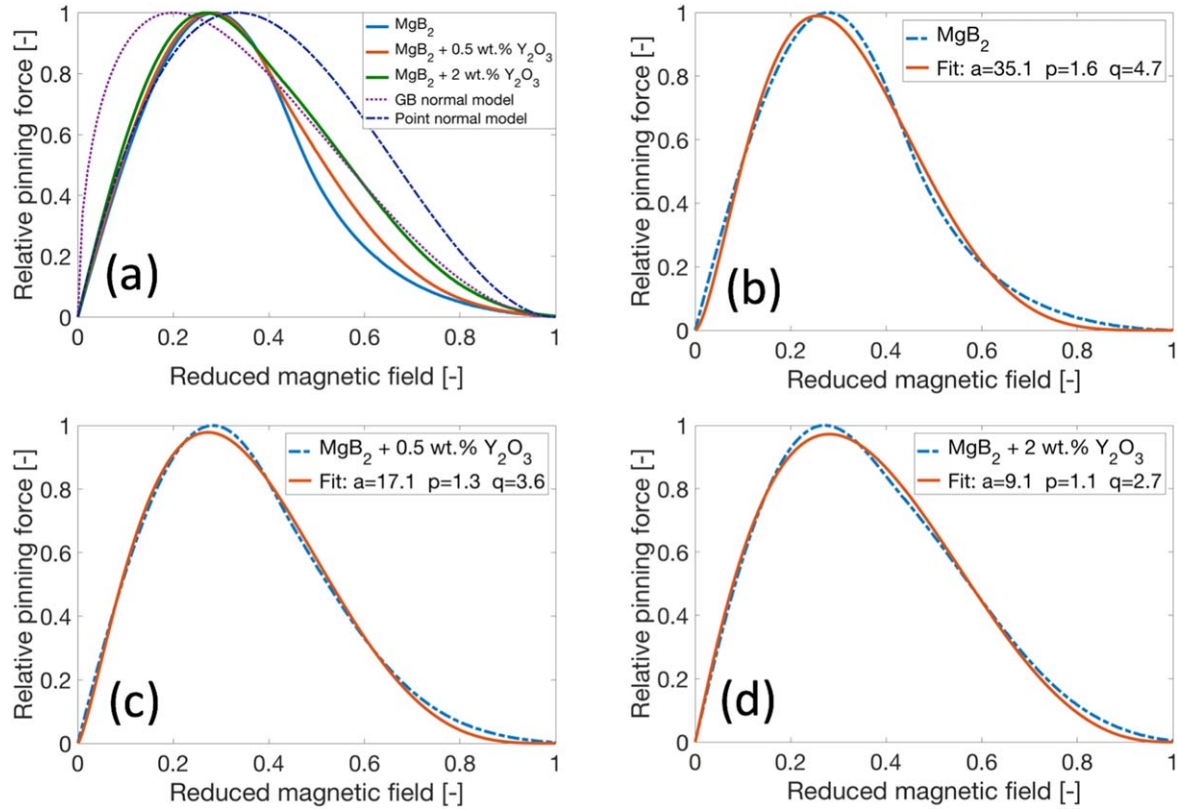 Relative pinning force [-]
1
0.8
0.6
0.4
0.2
0
MgB2
MgB2 + 0.5 wt.% Y2O3
MgB2 + 2 wt.% Y2O3
GB normal model
Point normal model
(a)
0 0.2 0.4 0.6 0.8 1
Reduced magnetic field [-]
Relative pinning force [-]
1
0.8
0.6
0.4
0.2
0
MgB2
Fit: a=35.1 p=1.6 q=4.7
(b)
0 0.2 0.4 0.6 0.8 1
Reduced magnetic field [-]
Relative pinning force [-]
1
0.8
0.6
0.4
0.2
0
MgB2 + 0.5 wt.% Y2O3
Fit: a=17.1 p=1.3 q=3.6
(c)
0 0.2 0.4 0.6 0.8 1
Reduced magnetic field [-]
Relative pinning force [-]
1
0.8
0.6
0.4
0.2
0
MgB2 + 2 wt.% Y2O3
Fit: a=9.1 p=1.1 q=2.7
(d)
0 0.2 0.4 0.6 0.8 1
Reduced magnetic field [-]